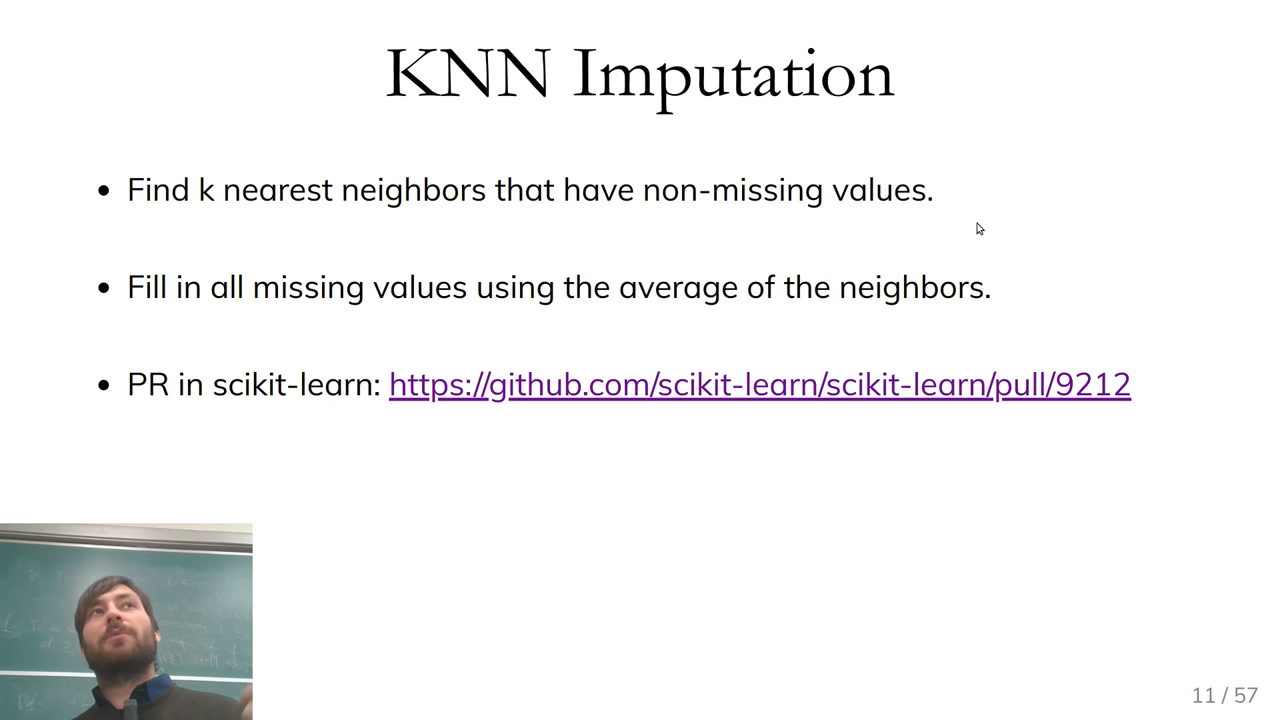 KNN Imputation
• Find k nearest neighbors that have non-missing values.
• Fill in all missing values using the average of the neighbors.
• PR in scikit-learn: https://github.com/scikit-learn/scikit-learn/pull/9212
11 / 57